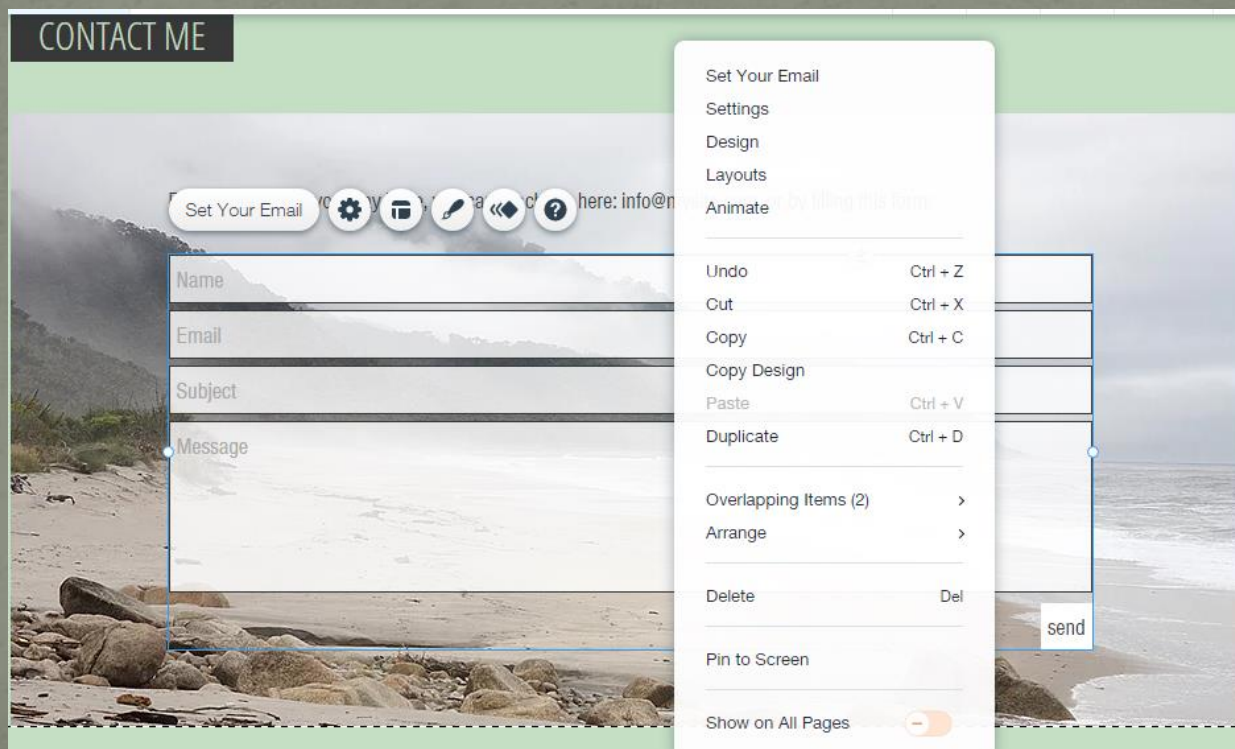 CONTACT ME
Set Your Email
here: info@
Name
Email
Subject
Message
send
Set Your Email
Settings
Design
Layouts
Animate
Undo Ctrl + Z
Cut Ctrl + X
Copy Ctrl + C
Copy Design
Paste Ctrl + V
Duplicate Ctrl + D
Overlapping Items (2) >
Arrange >
Delete Del
Pin to Screen
Show on All Pages